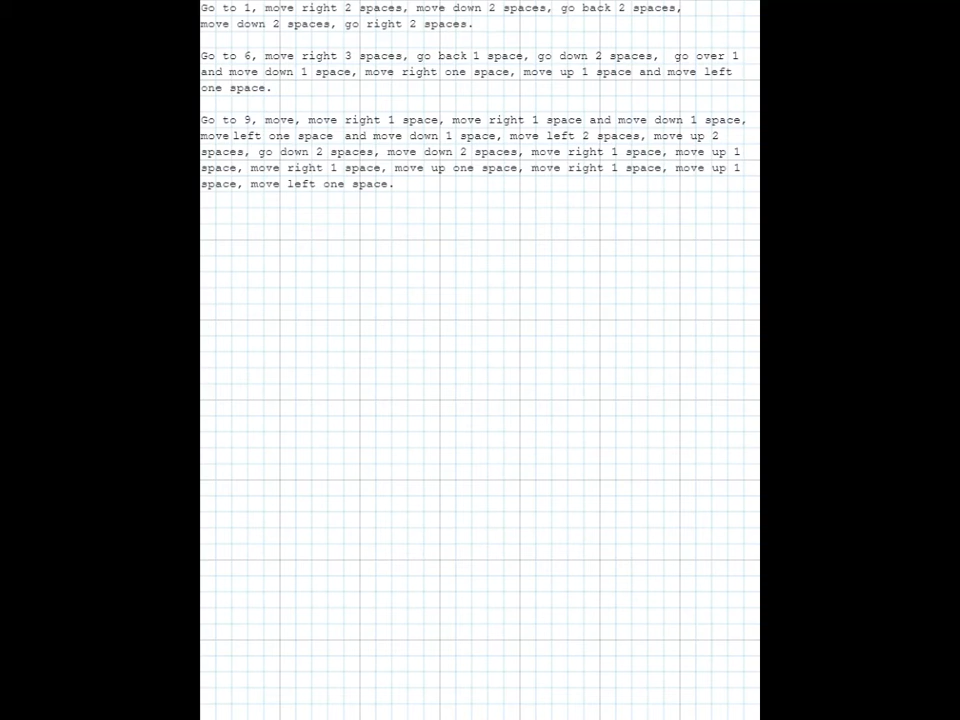 Go to 1, move right 2 spaces, move down 2 spaces, go back 2 spaces,
move down 2 spaces, go right 2 spaces.
Go to 6, move right 3 spaces, go back 1 space, go down 2 spaces,  go over 1
and move down 1 space, move right one space, move up 1 space and move left
one space.
Go to 9, move, move right 1 space, move right 1 space and move down 1 space,
move left one space  and move down 1 space, move left 2 spaces, move up 2
spaces, go down 2 spaces, move down 2 spaces, move right 1 space, move up 1
space, move right 1 space, move up one space, move right 1 space, move up 1
space, move left one space.